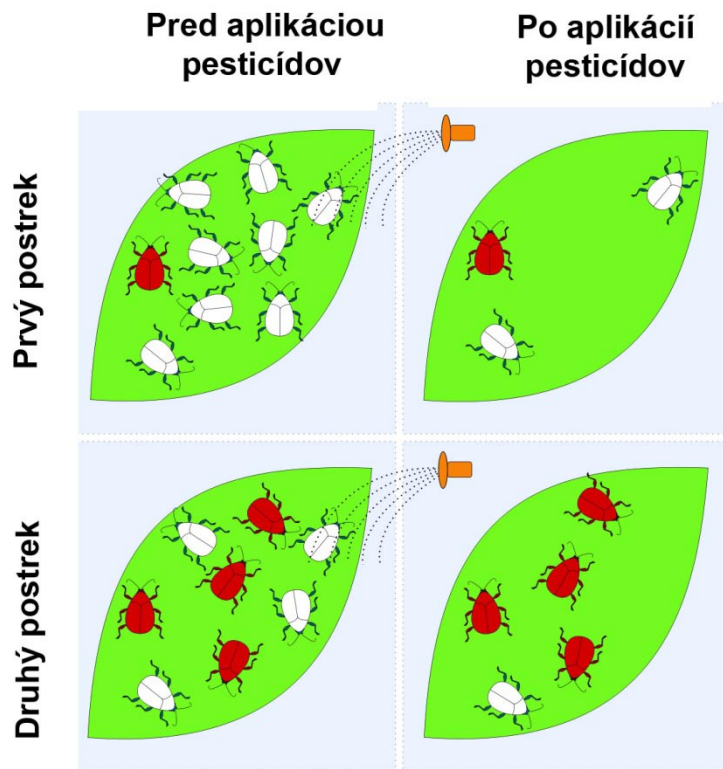 Pred aplikáciou
pesticídov
Po aplikácií
pesticídov
Prvý postrek
Druhý postrek